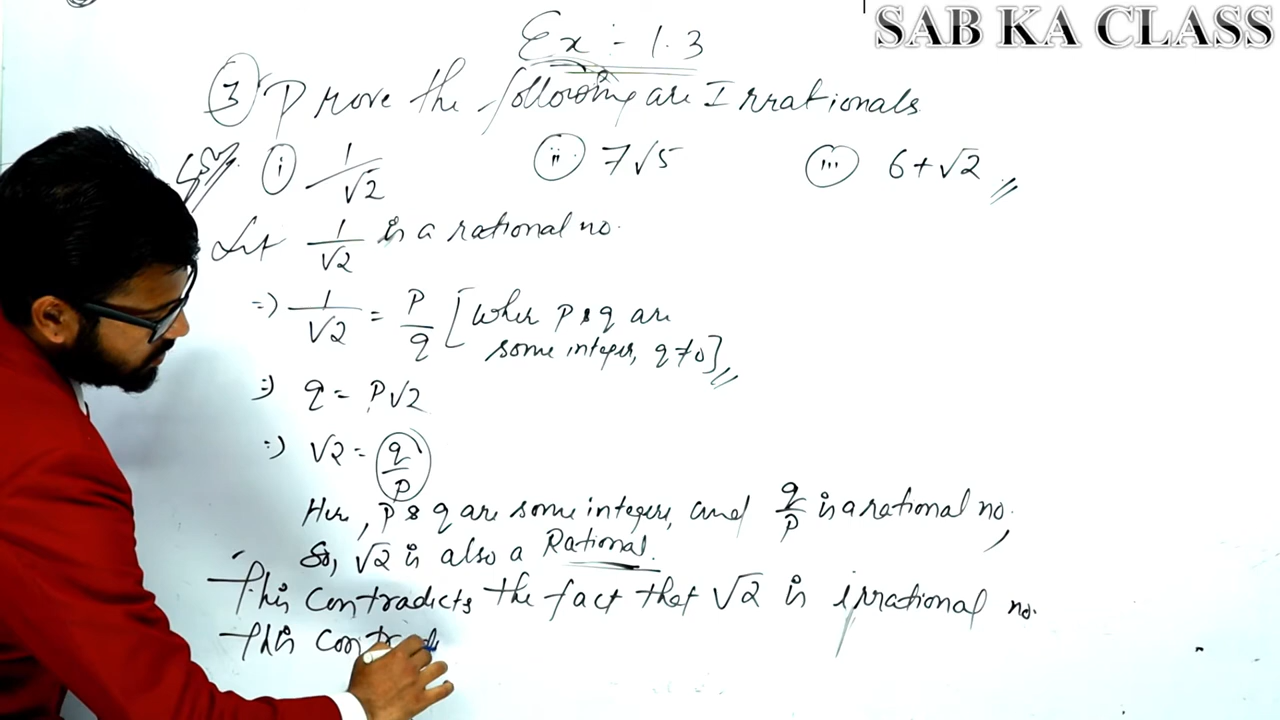 SAB KA CLASS
Ex:- 1.3
3 Prove the following are Irrationals
Solⁿ (i) 1/√2 (ii) 7√5 (iii) 6+√2
Let 1/√2 is a rational no.
=) 1/√2 = P/q [Wher P & q are
some integer, q≠0]
=) q = P√2
=) √2 = q/P
Here, P & q are some integers, and q/P is a rational no.,
So, √2 is also a Rational.
This contradicts the fact that √2 is irrational no.
This contrad